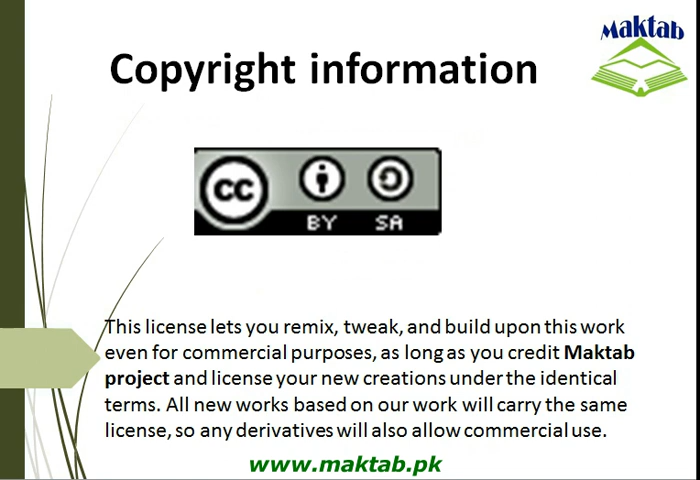 Maktab
Copyright information
CC
BY SA
This license lets you remix, tweak, and build upon this work
even for commercial purposes, as long as you credit Maktab
project and license your new creations under the identical
terms. All new works based on our work will carry the same
license, so any derivatives will also allow commercial use.
www.maktab.pk